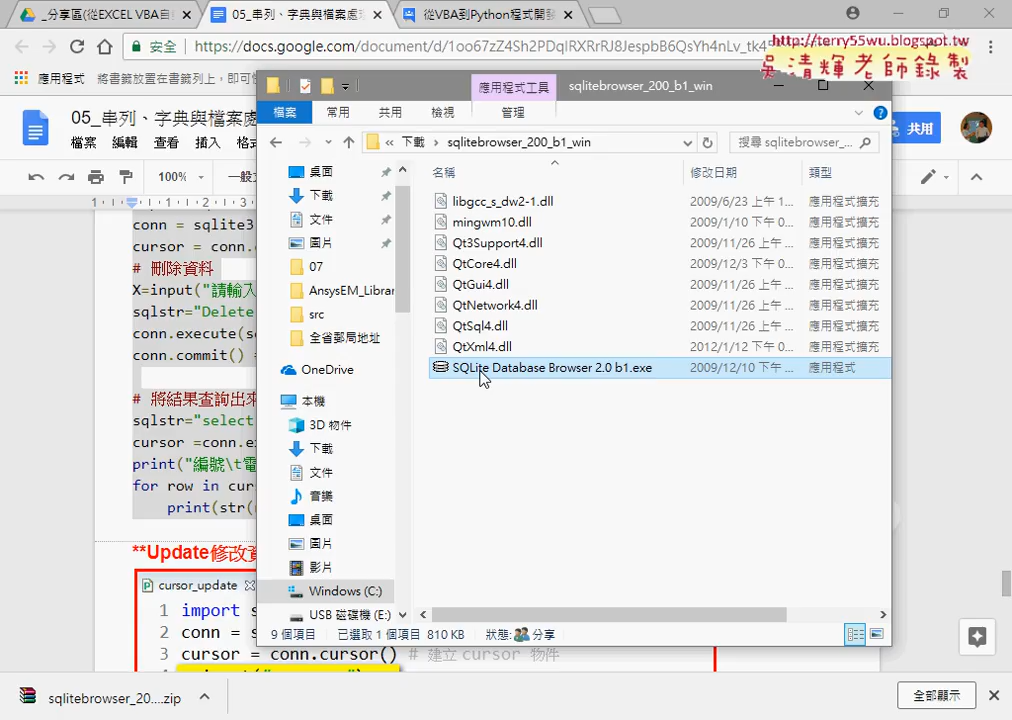 _分享區(從EXCEL VBA自
05_串列、字典與檔案處理
從VBA到Python程式開發
安全
https://docs.google.com/document/d/1oo67zZ4Sh2PDqIRXRrRJ8JespbB6QsYh4nLv_tk45
http://terry55wu.blogspot.tw
吳清輝老師錄製
應用程式
將書籤放置在書籤列上，即可
05_串列、字典與檔案處
檔案 編輯 查看 插入 格式
共用
100%
一般文
應用程式工具
sqlitebrowser_200_b1_win
檔案
常用
共用
檢視
管理
« 下載 › sqlitebrowser_200_b1_win
搜尋 sqlitebrowser_...
名稱
修改日期
類型
libgcc_s_dw2-1.dll 2009/6/23 上午 1... 應用程式擴充
mingwm10.dll 2009/1/10 下午 0... 應用程式擴充
Qt3Support4.dll 2009/11/26 上午 ... 應用程式擴充
QtCore4.dll 2009/12/3 下午 0... 應用程式擴充
QtGui4.dll 2009/11/26 上午 ... 應用程式擴充
QtNetwork4.dll 2009/11/26 上午 ... 應用程式擴充
QtSql4.dll 2009/11/26 上午 ... 應用程式擴充
QtXml4.dll 2012/1/12 下午 0... 應用程式擴充
SQLite Database Browser 2.0 b1.exe 2009/12/10 下午 ... 應用程式
桌面
下載
文件
圖片
07
AnsysEM_Librar
src
全省郵局地址
OneDrive
本機
3D 物件
下載
文件
音樂
桌面
圖片
影片
Windows (C:)
USB 磁碟機 (E:)
9 個項目
已選取 1 個項目 810 KB
狀態:
分享
conn = sqlite3
cursor = conn.
# 刪除資料
X=input("請輸入
sqlstr="Delete
conn.execute(s
conn.commit()
# 將結果查詢出來
sqlstr="select
cursor =conn.ex
print("編號\t電
for row in curs
print(str(
**Update修改資
cursor_update
1 import s
2 conn = s
3 cursor = conn.cursor() # 建立 cursor 物件
sqlitebrowser_20....zip
全部顯示